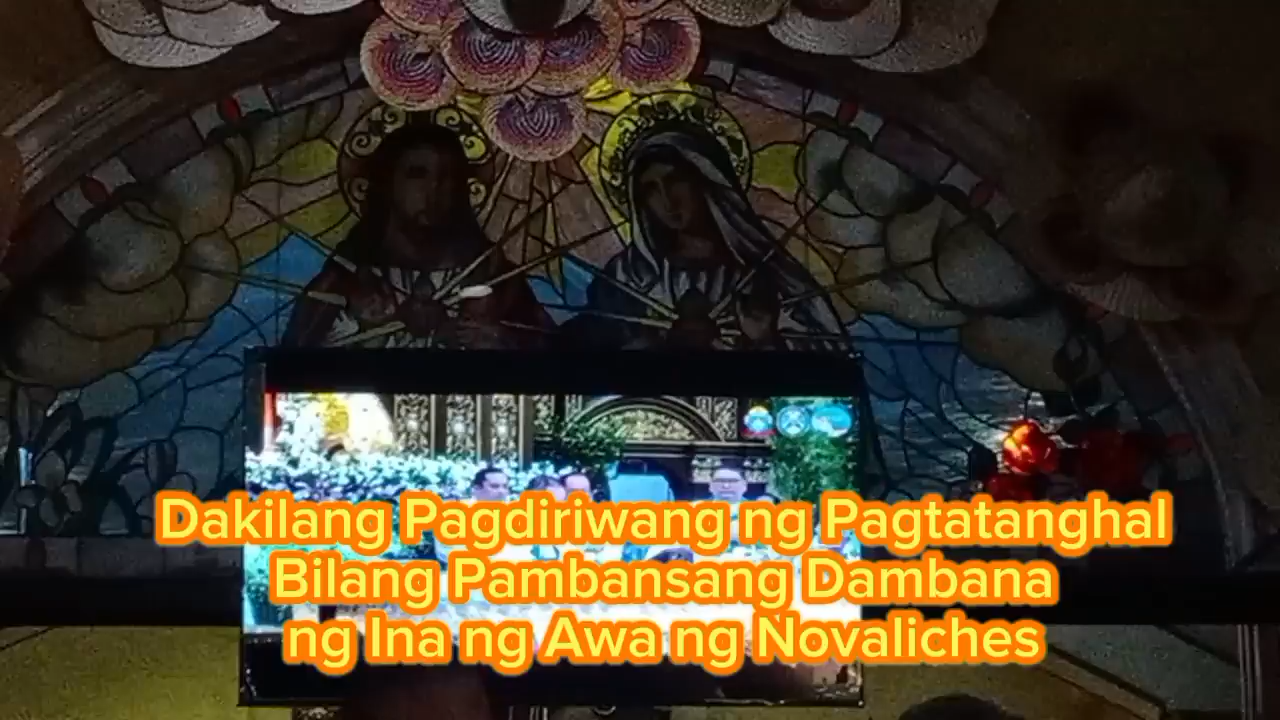 Dakilang Pagdiriwang ng Pagtatanghal
Bilang Pambansang Dambana
ng Ina ng Awa ng Novaliches